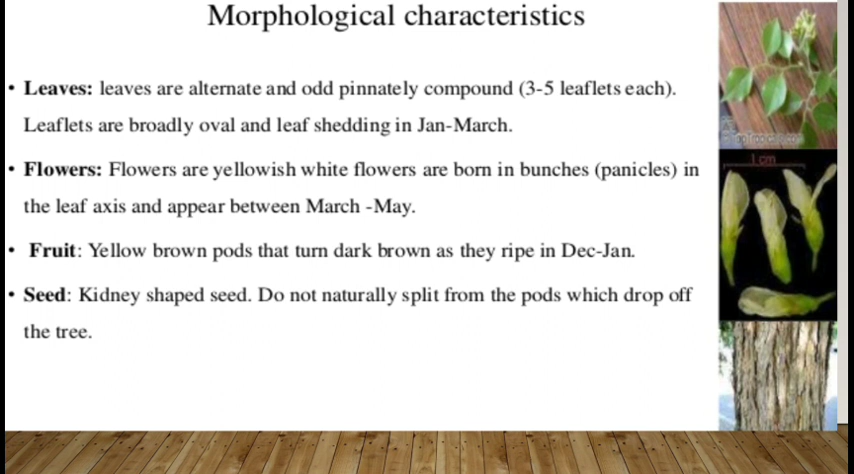 Morphological characteristics
• Leaves: leaves are alternate and odd pinnately compound (3-5 leaflets each).
Leaflets are broadly oval and leaf shedding in Jan-March.
• Flowers: Flowers are yellowish white flowers are born in bunches (panicles) in
the leaf axis and appear between March -May.
• Fruit: Yellow brown pods that turn dark brown as they ripe in Dec-Jan.
• Seed: Kidney shaped seed. Do not naturally split from the pods which drop off
the tree.
1 cm